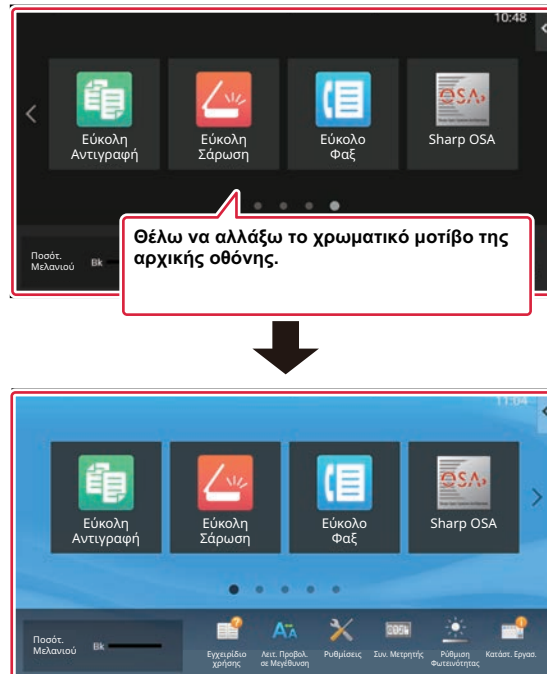 10:48
Εύκολη
Αντιγραφή
Εύκολη
Σάρωση
Εύκολο
Φαξ
Sharp OSA
Θέλω να αλλάξω το χρωματικό μοτίβο της
αρχικής οθόνης.
Ποσότ.
Μελανιού
Bk
11:04
Εύκολη
Αντιγραφή
Εύκολη
Σάρωση
Εύκολο
Φαξ
Sharp OSA
Ποσότ.
Μελανιού
Bk
Εγχειρίδιο
χρήσης
Λειτ. Προβολ.
σε Μεγέθυνση
Ρυθμίσεις
Συν. Μετρητής
Ρύθμιση
Φωτεινότητας
Κατάστ. Εργασ.